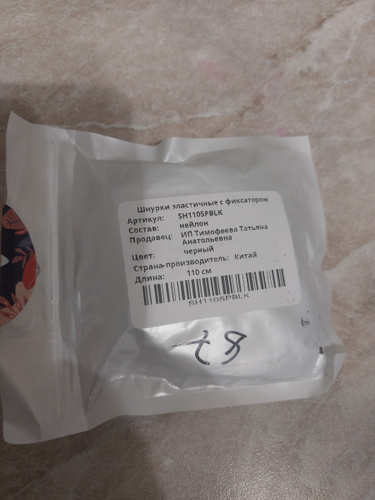 Шнурки эластичные с фиксатором
Артикул: SH110SPBLK
Состав: нейлон
Продавец: ИП Тимофеева Татьяна
Анатольевна
Цвет: черный
Страна-производитель: Китай
Длина: 110 см
SH110SPBLK
87